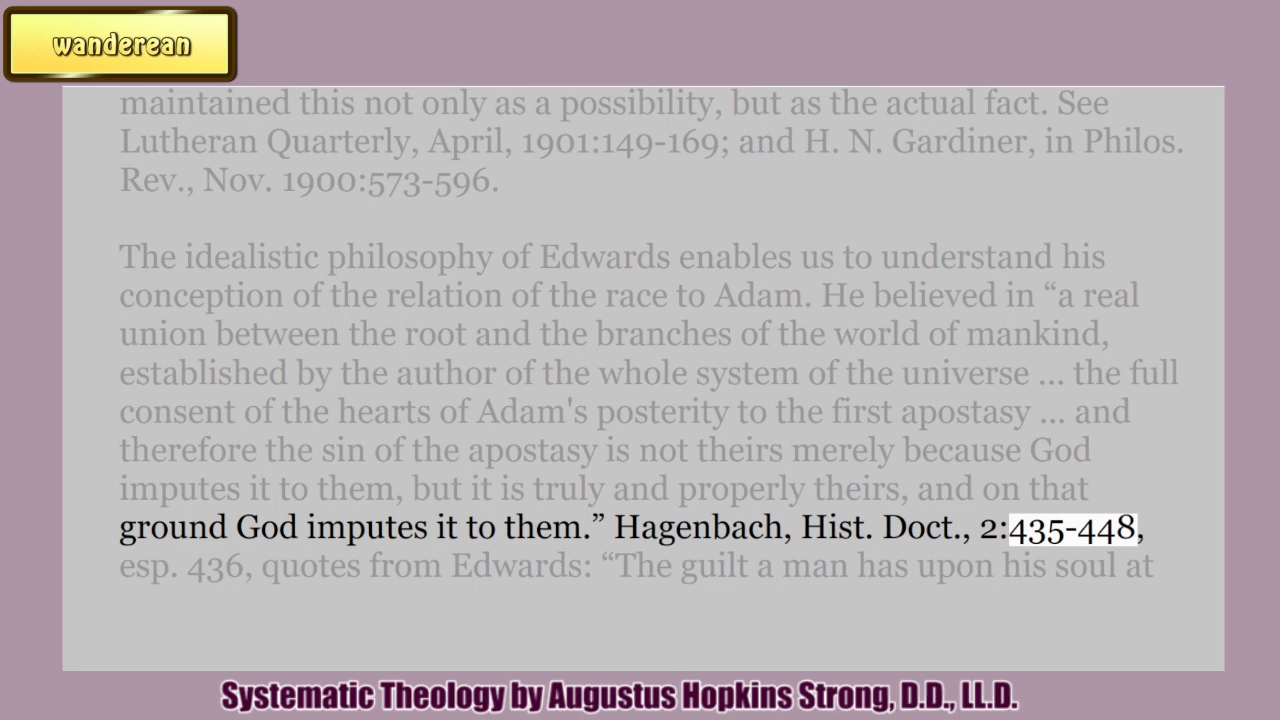 wanderean
maintained this not only as a possibility, but as the actual fact. See
Lutheran Quarterly, April, 1901:149-169; and H. N. Gardiner, in Philos.
Rev., Nov. 1900:573-596.
The idealistic philosophy of Edwards enables us to understand his
conception of the relation of the race to Adam. He believed in “a real
union between the root and the branches of the world of mankind,
established by the author of the whole system of the universe ... the full
consent of the hearts of Adam's posterity to the first apostasy ... and
therefore the sin of the apostasy is not theirs merely because God
imputes it to them, but it is truly and properly theirs, and on that
ground God imputes it to them.” Hagenbach, Hist. Doct., 2:435-448,
esp. 436, quotes from Edwards: “The guilt a man has upon his soul at
Systematic Theology by Augustus Hopkins Strong, D.D., LL.D.